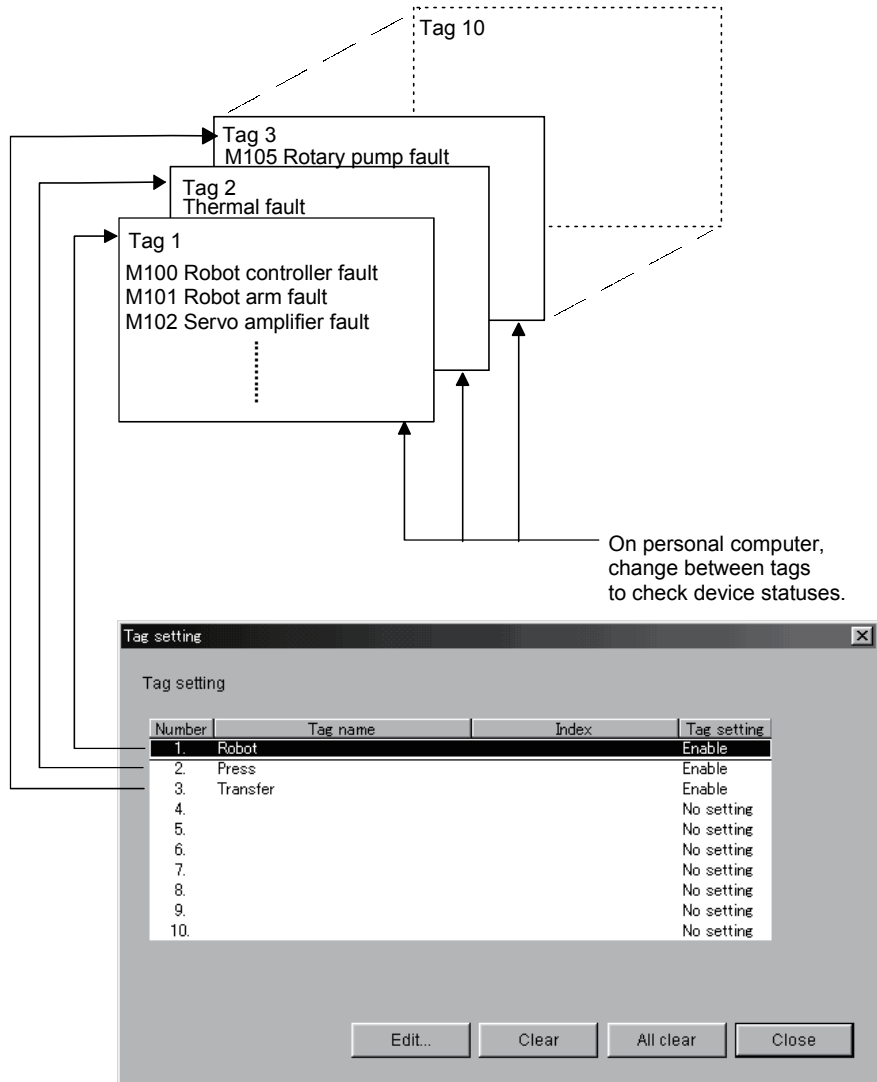 Tag 10
Tag 3
M105 Rotary pump fault
Tag 2
Thermal fault
Tag 1
M100 Robot controller fault
M101 Robot arm fault
M102 Servo amplifier fault
On personal computer,
change between tags
to check device statuses.
Tag setting
Tag setting
Number Tag name Index Tag setting
1. Robot Enable
2. Press Enable
3. Transfer Enable
4. No setting
5. No setting
6. No setting
7. No setting
8. No setting
9. No setting
10. No setting
Edit... Clear All clear Close